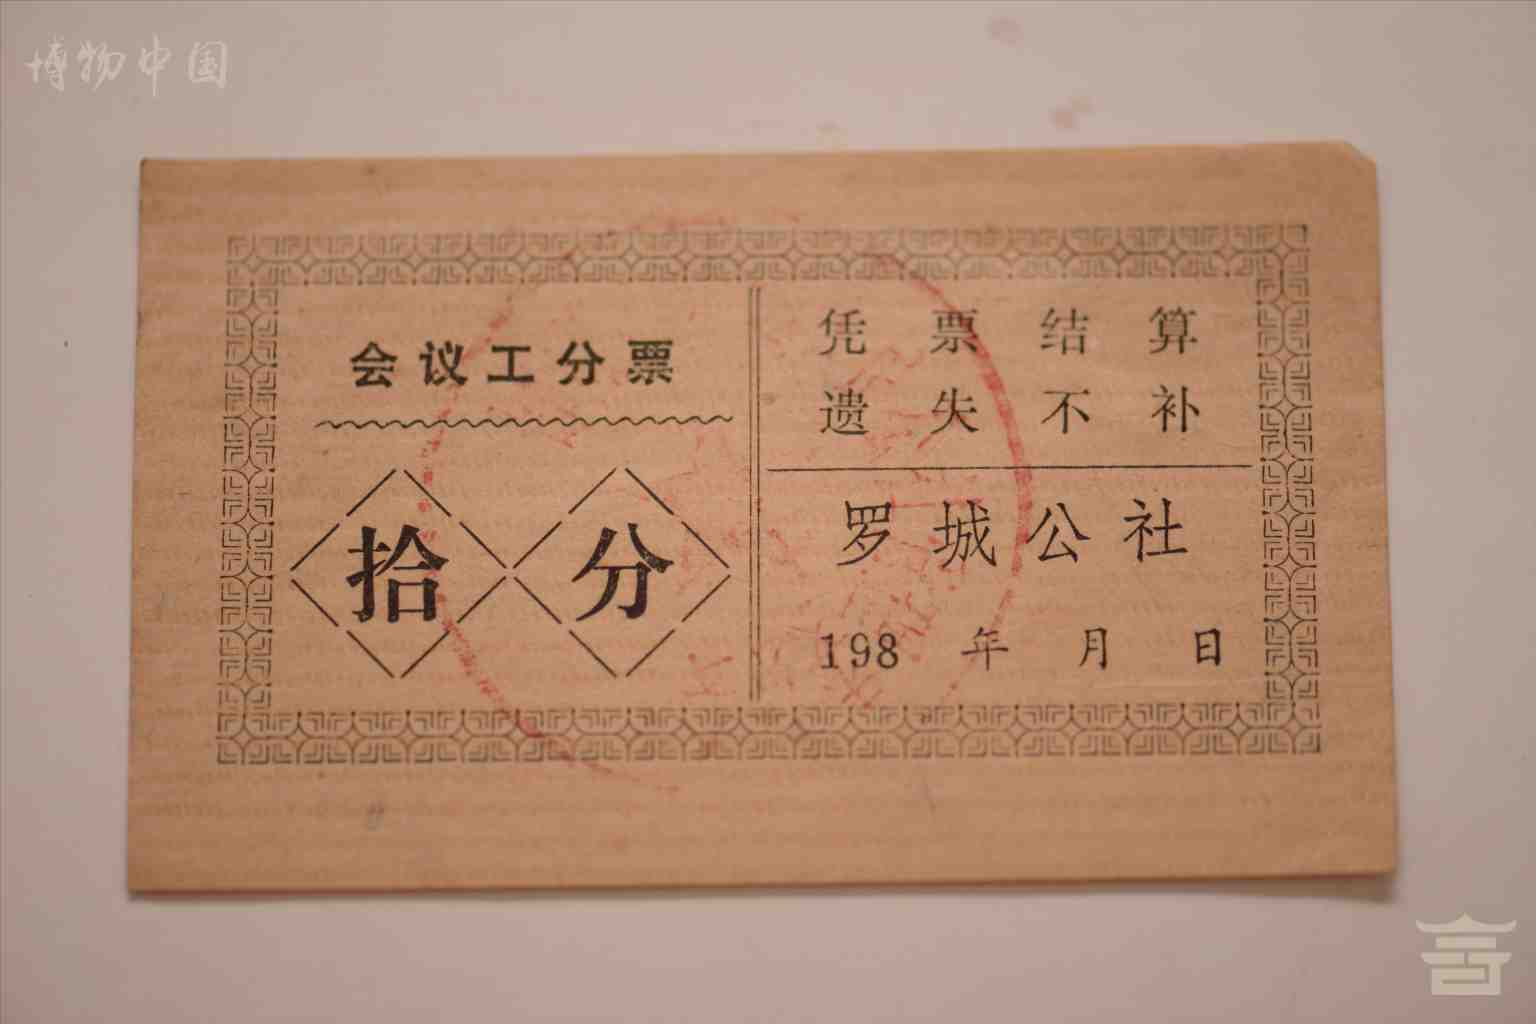 博物中国
会议工分票
拾分
凭票结算
遗失不补
罗城公社
198 年 月 日